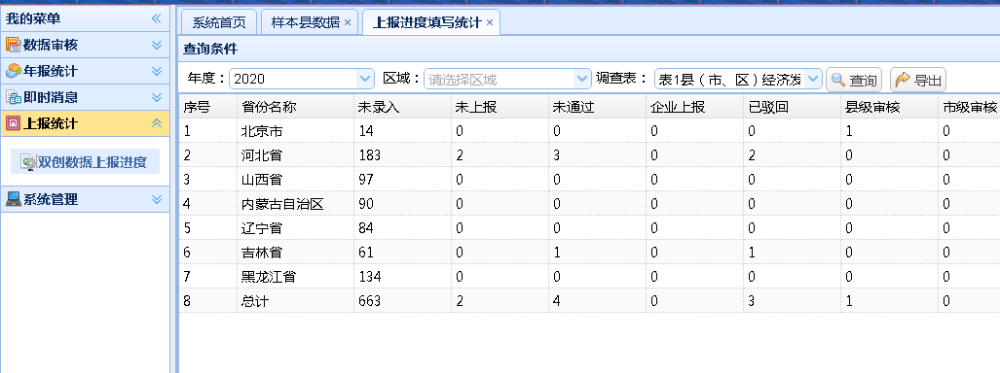 我的菜单
数据审核
年报统计
即时消息
上报统计
双创数据上报进度
系统管理
系统首页 样本县数据 × 上报进度填写统计 ×
查询条件
年度： 2020 区域： 请选择区域 调查表： 表1县（市、区）经济发 查询 导出
序号 省份名称 未录入 未上报 未通过 企业上报 已驳回 县级审核 市级审核
1 北京市 14 0 0 0 0 1 0
2 河北省 183 2 3 0 2 0 0
3 山西省 97 0 0 0 0 0 0
4 内蒙古自治区 90 0 0 0 0 0 0
5 辽宁省 84 0 0 0 0 0 0
6 吉林省 61 0 1 0 1 0 0
7 黑龙江省 134 0 0 0 0 0 0
8 总计 663 2 4 0 3 1 0